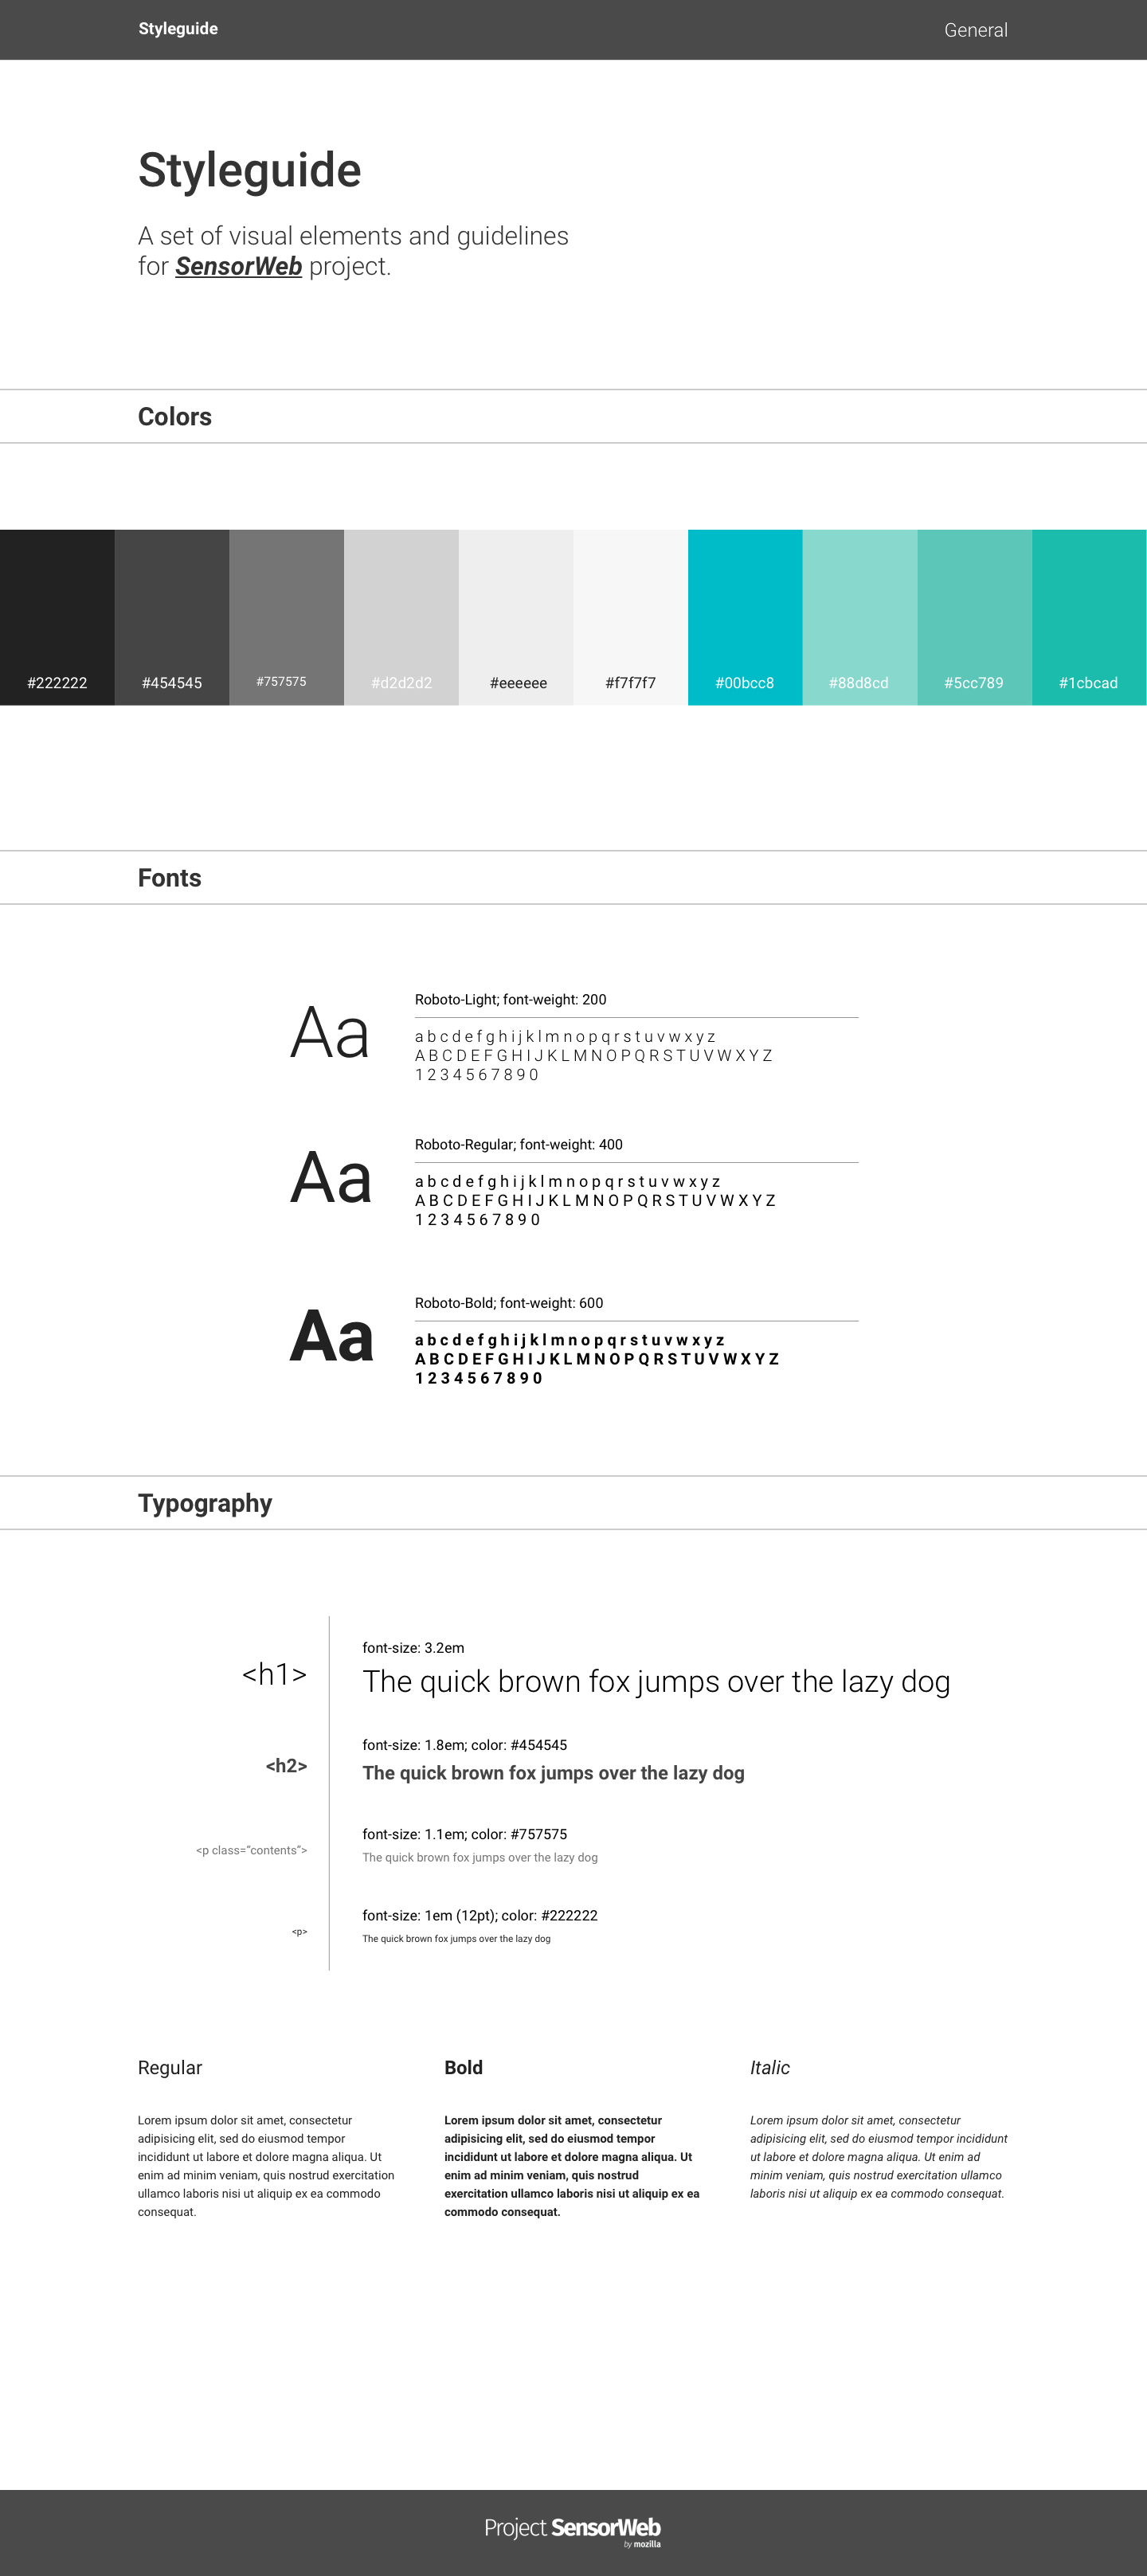 Styleguide
General
Styleguide
A set of visual elements and guidelines
for SensorWeb project.
Colors
#222222
#454545
#757575
#d2d2d2
#eeeeee
#f7f7f7
#00bcc8
#88d8cd
#5cc789
#1cbcad
Fonts
Aa
Roboto-Light; font-weight: 200
a b c d e f g h i j k l m n o p q r s t u v w x y z
A B C D E F G H I J K L M N O P Q R S T U V W X Y Z
1 2 3 4 5 6 7 8 9 0
Aa
Roboto-Regular; font-weight: 400
a b c d e f g h i j k l m n o p q r s t u v w x y z
A B C D E F G H I J K L M N O P Q R S T U V W X Y Z
1 2 3 4 5 6 7 8 9 0
Aa
Roboto-Bold; font-weight: 600
a b c d e f g h i j k l m n o p q r s t u v w x y z
A B C D E F G H I J K L M N O P Q R S T U V W X Y Z
1 2 3 4 5 6 7 8 9 0
Typography
<h1>
font-size: 3.2em
The quick brown fox jumps over the lazy dog
<h2>
font-size: 1.8em; color: #454545
The quick brown fox jumps over the lazy dog
<p class=“contents”>
font-size: 1.1em; color: #757575
The quick brown fox jumps over the lazy dog
<p>
font-size: 1em (12pt); color: #222222
The quick brown fox jumps over the lazy dog
Regular
Lorem ipsum dolor sit amet, consectetur
adipisicing elit, sed do eiusmod tempor
incididunt ut labore et dolore magna aliqua. Ut
enim ad minim veniam, quis nostrud exercitation
ullamco laboris nisi ut aliquip ex ea commodo
consequat.
Bold
Lorem ipsum dolor sit amet, consectetur
adipisicing elit, sed do eiusmod tempor
incididunt ut labore et dolore magna aliqua. Ut
enim ad minim veniam, quis nostrud
exercitation ullamco laboris nisi ut aliquip ex ea
commodo consequat.
Italic
Lorem ipsum dolor sit amet, consectetur
adipisicing elit, sed do eiusmod tempor incididunt
ut labore et dolore magna aliqua. Ut enim ad
minim veniam, quis nostrud exercitation ullamco
laboris nisi ut aliquip ex ea commodo consequat.
Project SensorWeb
by mozilla